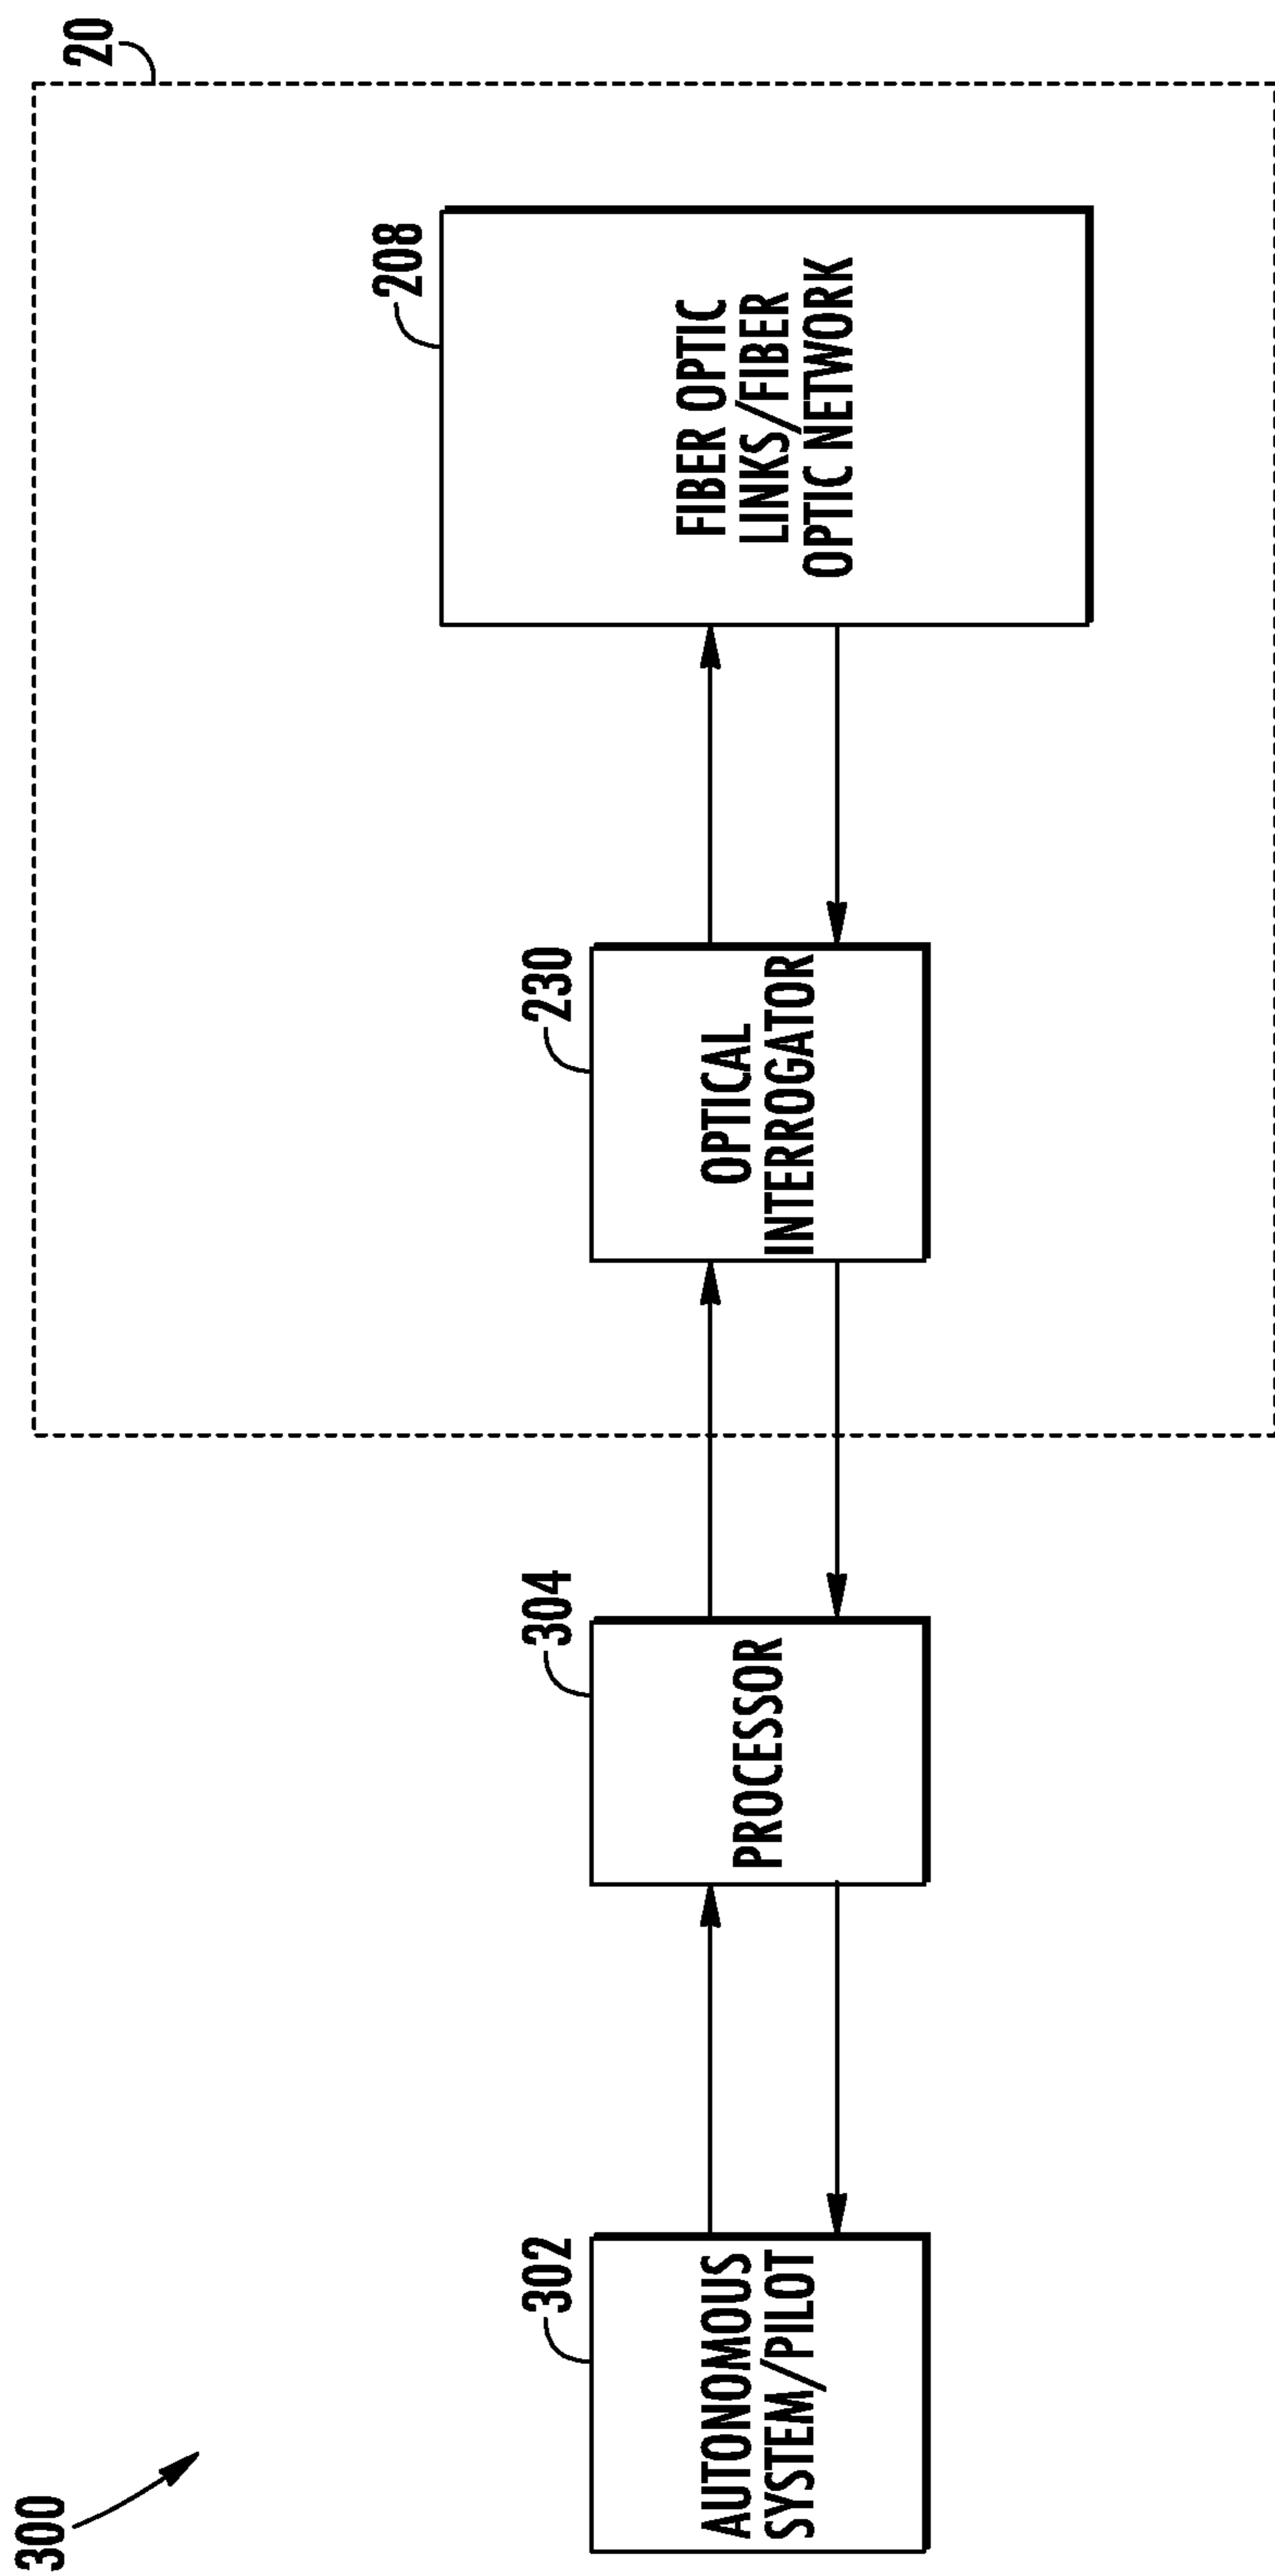 300
20
302
AUTONOMOUS
SYSTEM/PILOT
304
PROCESSOR
230
OPTICAL
INTERROGATOR
208
FIBER OPTIC
LINKS/FIBER
OPTIC NETWORK